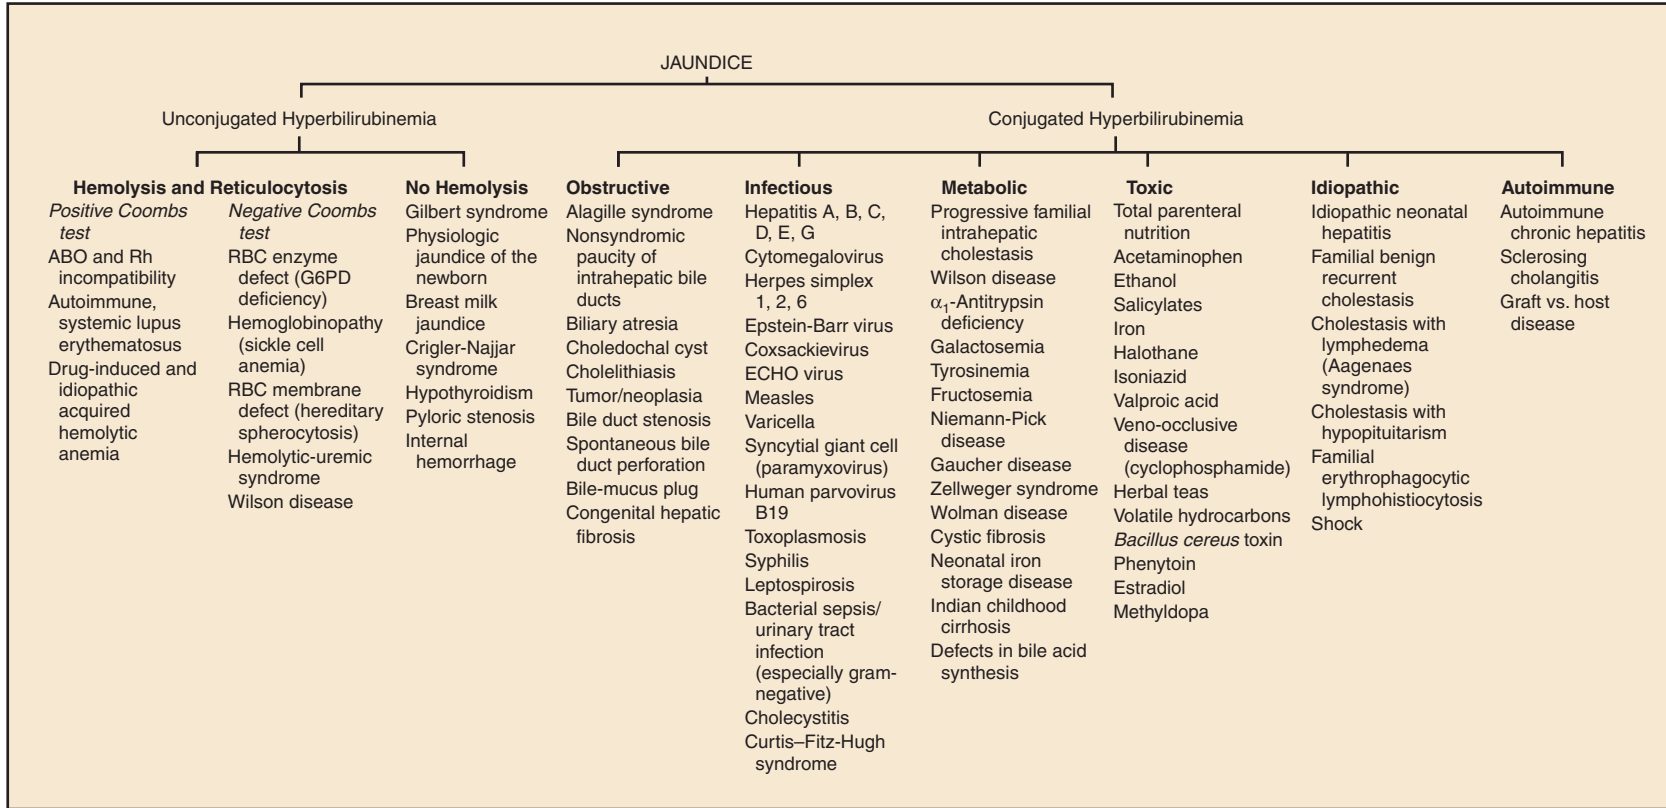 JAUNDICE
Unconjugated Hyperbilirubinemia
Conjugated Hyperbilirubinemia
Hemolysis and Reticulocytosis
Positive Coombs
test
ABO and Rh
incompatibility
Autoimmune,
systemic lupus
erythematosus
Drug-induced and
idiopathic
acquired
hemolytic
anemia
Negative Coombs
test
RBC enzyme
defect (G6PD
deficiency)
Hemoglobinopathy
(sickle cell
anemia)
RBC membrane
defect (hereditary
spherocytosis)
Hemolytic-uremic
syndrome
Wilson disease
No Hemolysis
Gilbert syndrome
Physiologic
jaundice of the
newborn
Breast milk
jaundice
Crigler-Najjar
syndrome
Hypothyroidism
Pyloric stenosis
Internal
hemorrhage
Obstructive
Alagille syndrome
Nonsyndromic
paucity of
intrahepatic bile
ducts
Biliary atresia
Choledochal cyst
Cholelithiasis
Tumor/neoplasia
Bile duct stenosis
Spontaneous bile
duct perforation
Bile-mucus plug
Congenital hepatic
fibrosis
Infectious
Hepatitis A, B, C,
D, E, G
Cytomegalovirus
Herpes simplex
1, 2, 6
Epstein-Barr virus
Coxsackievirus
ECHO virus
Measles
Varicella
Syncytial giant cell
(paramyxovirus)
Human parvovirus
B19
Toxoplasmosis
Syphilis
Leptospirosis
Bacterial sepsis/
urinary tract
infection
(especially gram-
negative)
Cholecystitis
Curtis–Fitz-Hugh
syndrome
Metabolic
Progressive familial
intrahepatic
cholestasis
Wilson disease
α₁-Antitrypsin
deficiency
Galactosemia
Tyrosinemia
Fructosemia
Niemann-Pick
disease
Gaucher disease
Zellweger syndrome
Wolman disease
Cystic fibrosis
Neonatal iron
storage disease
Indian childhood
cirrhosis
Defects in bile acid
synthesis
Toxic
Total parenteral
nutrition
Acetaminophen
Ethanol
Salicylates
Iron
Halothane
Isoniazid
Valproic acid
Veno-occlusive
disease
(cyclophosphamide)
Herbal teas
Volatile hydrocarbons
Bacillus cereus toxin
Phenytoin
Estradiol
Methyldopa
Idiopathic
Idiopathic neonatal
hepatitis
Familial benign
recurrent
cholestasis
Cholestasis with
lymphedema
(Aagenaes
syndrome)
Cholestasis with
hypopituitarism
Familial
erythrophagocytic
lymphohistiocytosis
Shock
Autoimmune
Autoimmune
chronic hepatitis
Sclerosing
cholangitis
Graft vs. host
disease